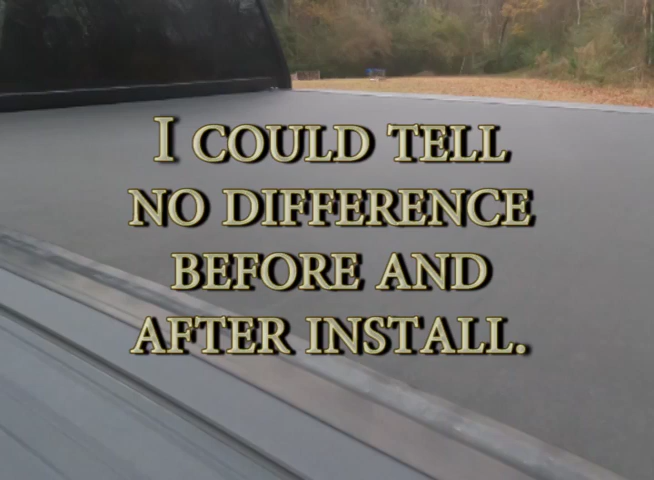 I COULD TELL
NO DIFFERENCE
BEFORE AND
AFTER INSTALL.